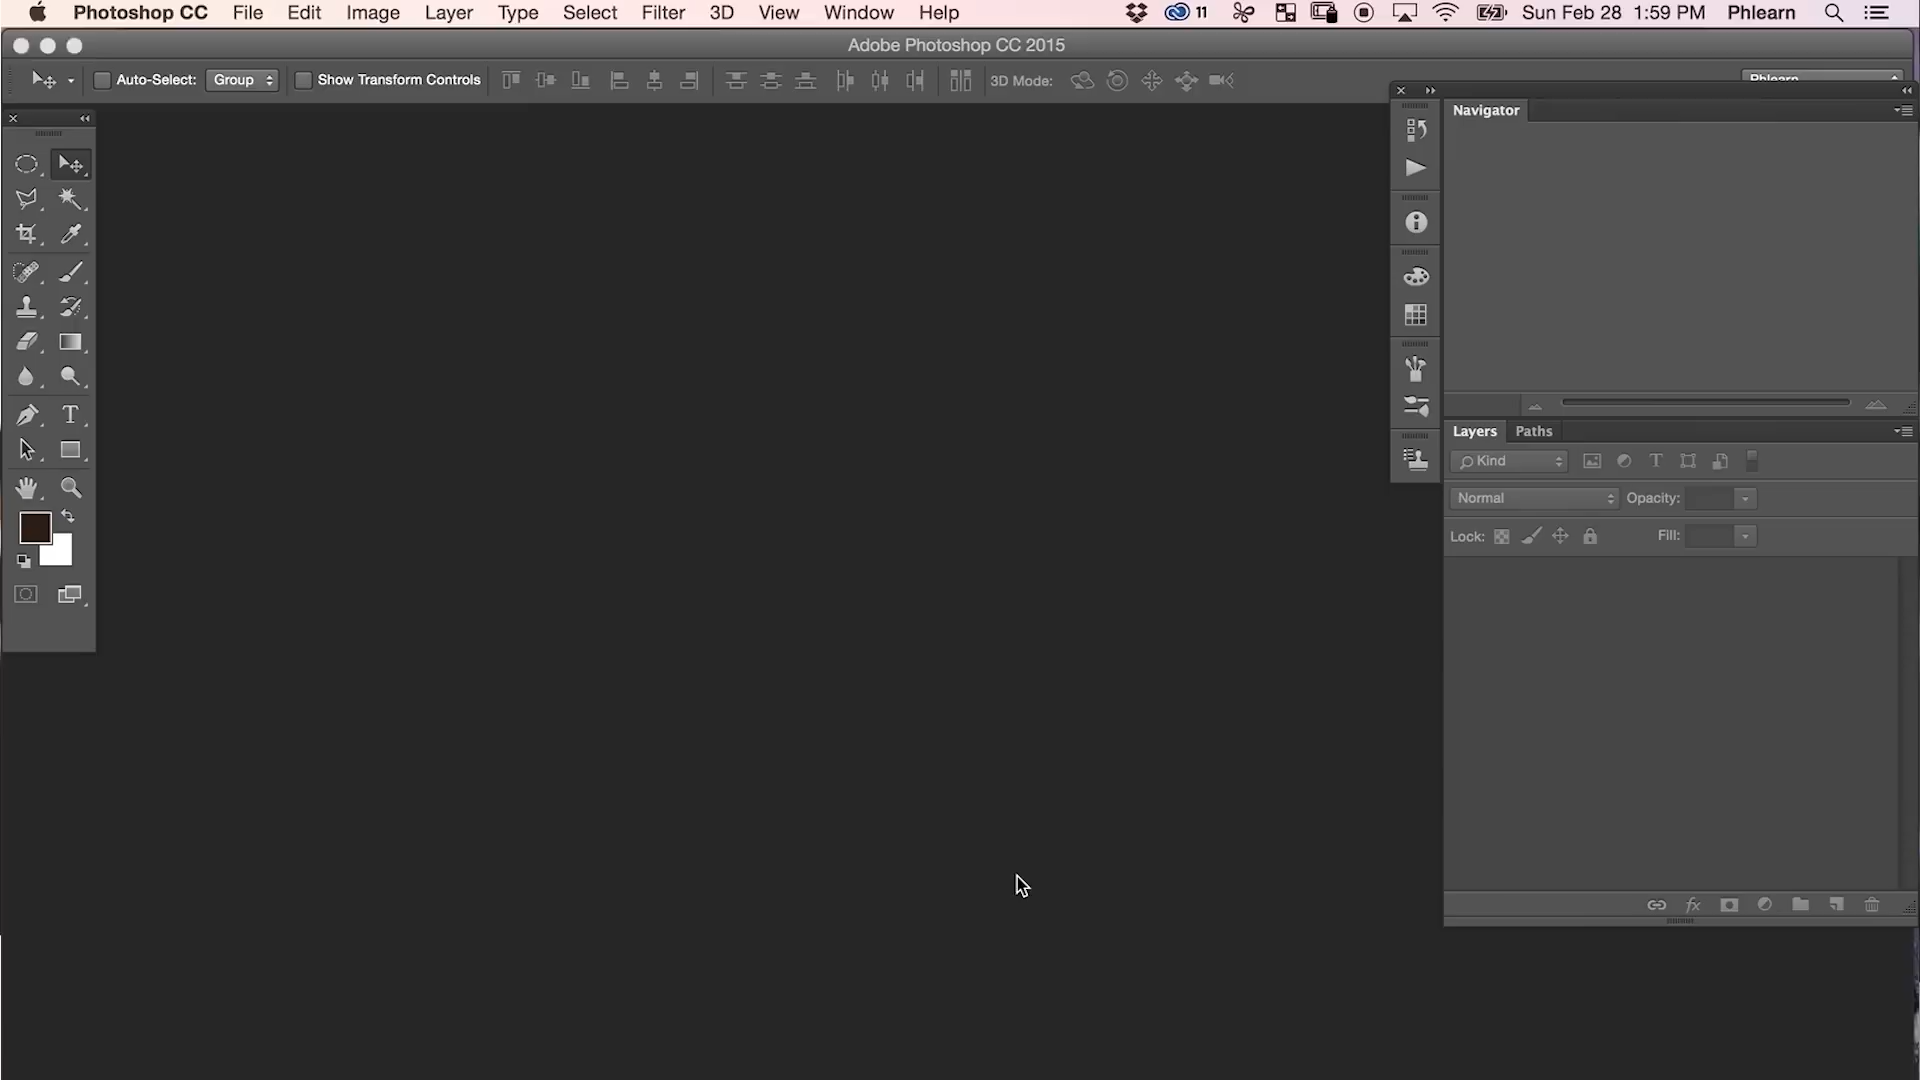 Photoshop CC File Edit Image Layer Type Select Filter 3D View Window Help 11 Sun Feb 28 1:59 PM Phlearn
Adobe Photoshop CC 2015
Auto-Select: Group Show Transform Controls 3D Mode: Phlearn
Navigator
Layers Paths
Kind
Normal Opacity:
Lock: Fill: